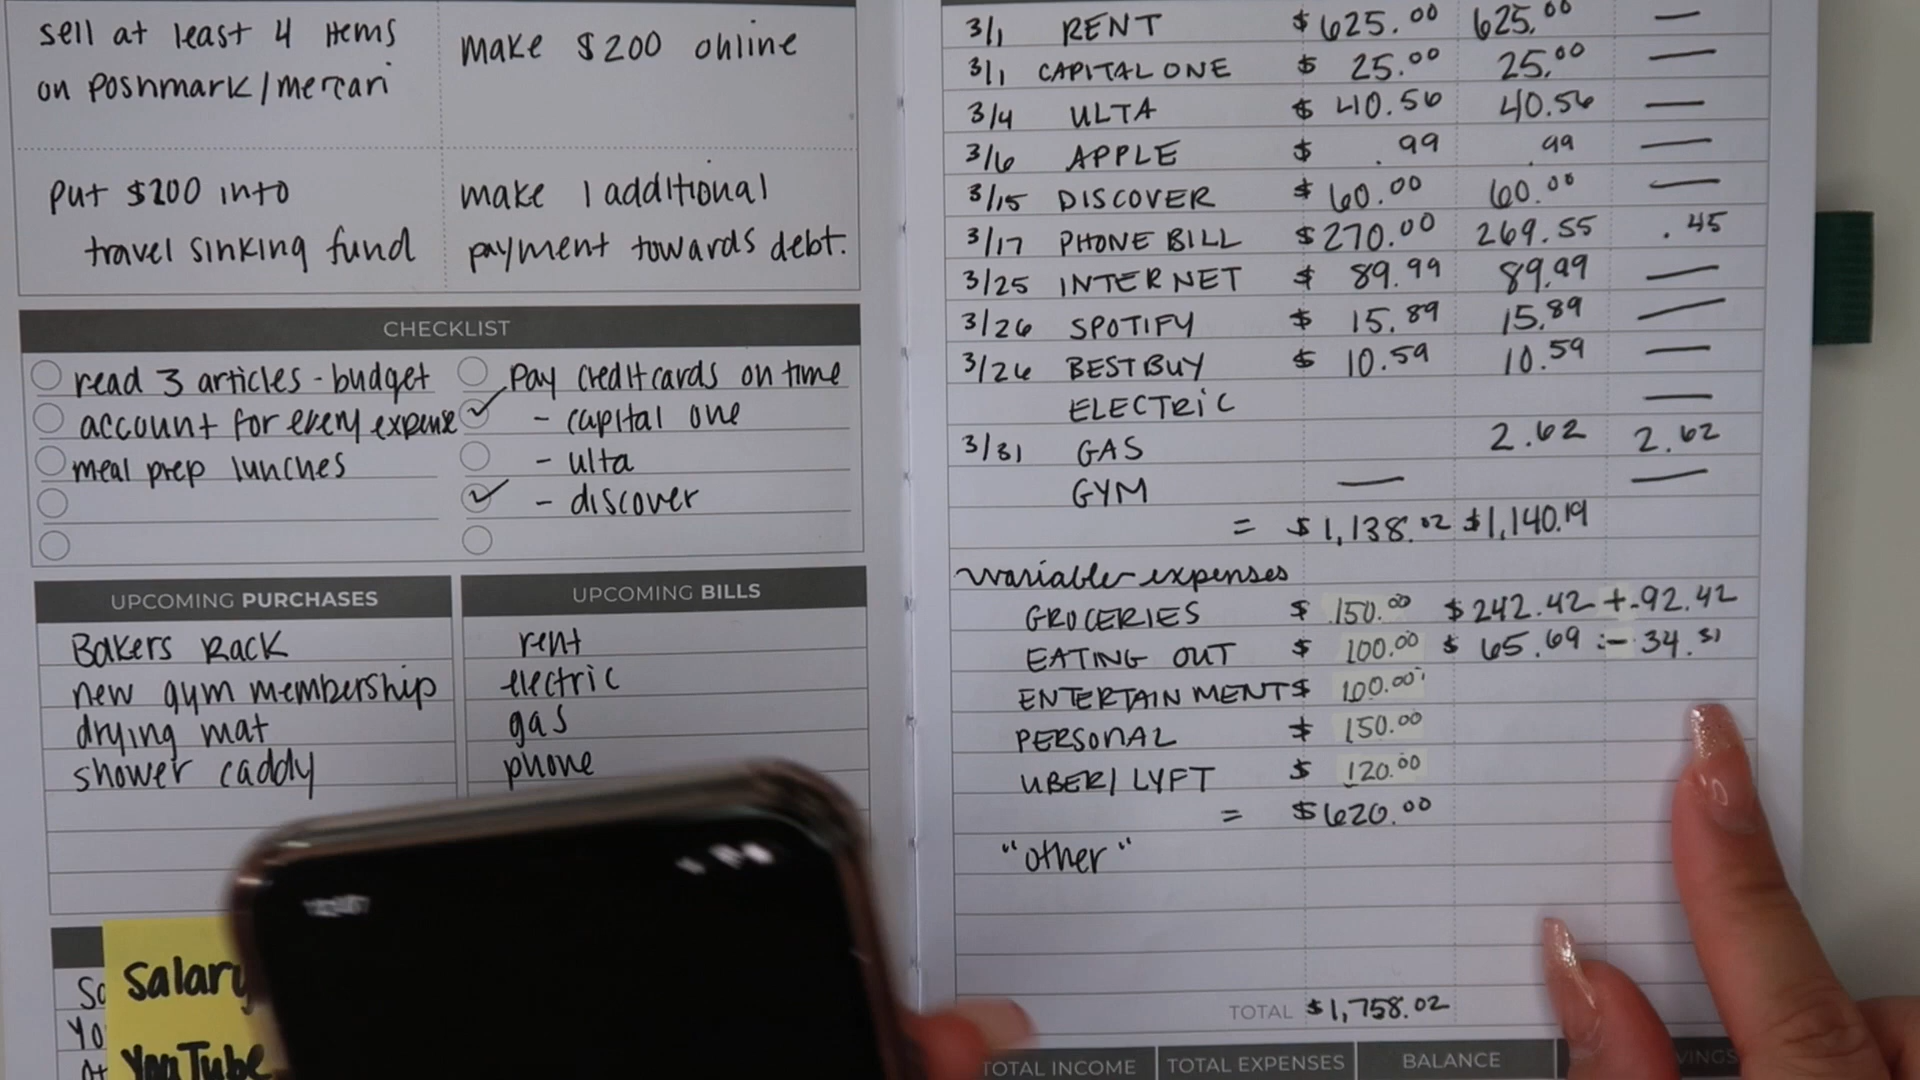 sell at least 4 items
on poshmark/mercari
make $200 online
put $200 into
travel sinking fund
make 1 additional
payment towards debt.
CHECKLIST
read 3 articles - budget
account for every expense
meal prep lunches
pay credit cards on time
- capital one
- ulta
- discover
UPCOMING PURCHASES
Bakers Rack
new gym membership
drying mat
shower caddy
UPCOMING BILLS
rent
electric
gas
phone
Salary
YouTube
3/1 RENT $625.00 625.00 —
3/1 CAPITAL ONE $ 25.00 25.00 —
3/4 ULTA $ 40.56 40.56 —
3/6 APPLE $ .99 .99 —
3/15 DISCOVER $ 60.00 60.00 —
3/17 PHONE BILL $270.00 269.55 .45
3/25 INTERNET $ 89.99 89.99 —
3/26 SPOTIFY $ 15.89 15.89 —
3/26 BEST BUY $ 10.59 10.59 —
ELECTRIC —
3/31 GAS 2.62 2.62
GYM — —
= $1,138.02 $1,140.19
variable expenses
GROCERIES $ 150.00 $242.42 +-92.42
EATING OUT $ 100.00 $ 65.69 :- 34.31
ENTERTAINMENT $ 100.00
PERSONAL $ 150.00
UBER/LYFT $ 120.00
= $620.00
"other"
TOTAL $1,758.02
TOTAL INCOME TOTAL EXPENSES BALANCE